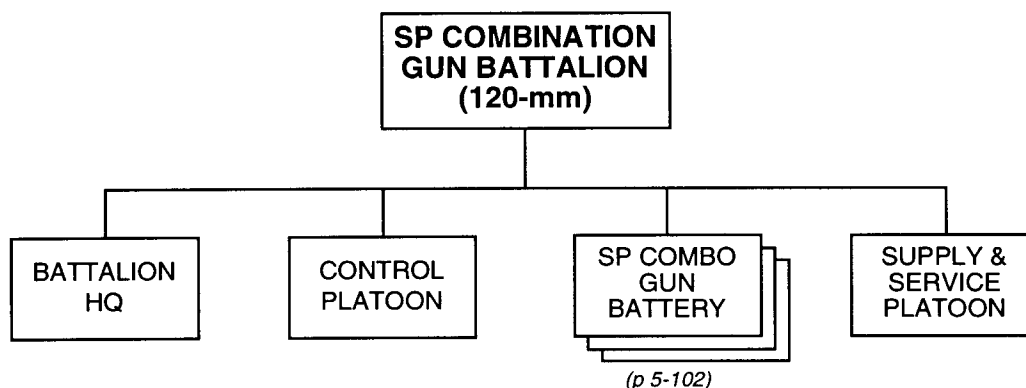 SP COMBINATION
GUN BATTALION
(120-mm)
BATTALION
HQ
CONTROL
PLATOON
SP COMBO
GUN
BATTERY
SUPPLY &
SERVICE
PLATOON
(p 5-102)